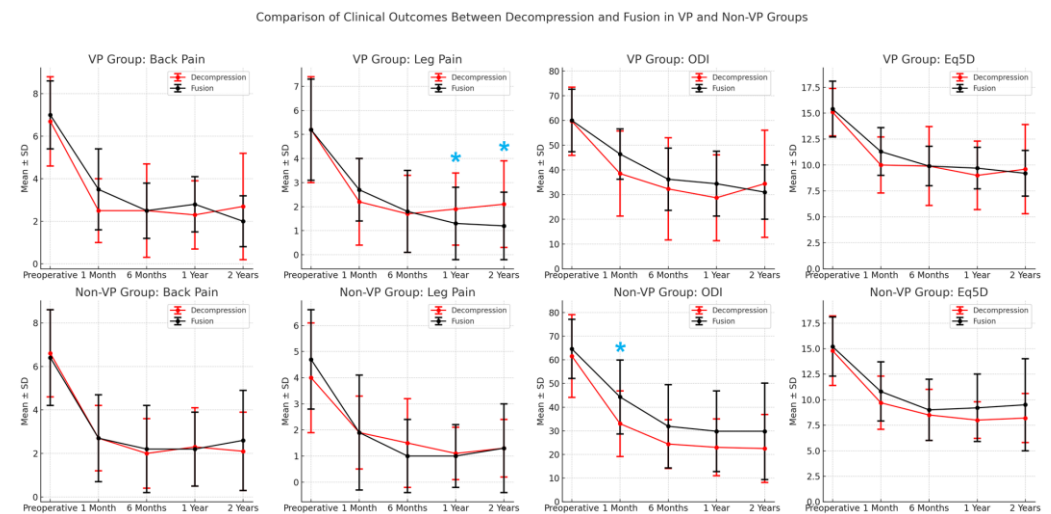 Comparison of Clinical Outcomes Between Decompression and Fusion in VP and Non-VP Groups
VP Group: Back Pain
Mean ± SD
8
6
4
2
0
Decompression
Fusion
Preoperative 1 Month 6 Months 1 Year 2 Years
VP Group: Leg Pain
Mean ± SD
7
6
5
4
3
2
1
0
Decompression
Fusion
*
*
Preoperative 1 Month 6 Months 1 Year 2 Years
VP Group: ODI
Mean ± SD
80
70
60
50
40
30
20
10
0
Decompression
Fusion
Preoperative 1 Month 6 Months 1 Year 2 Years
VP Group: Eq5D
Mean ± SD
17.5
15.0
12.5
10.0
7.5
5.0
2.5
0.0
Decompression
Fusion
Preoperative 1 Month 6 Months 1 Year 2 Years
Non-VP Group: Back Pain
Mean ± SD
8
6
4
2
0
Decompression
Fusion
Preoperative 1 Month 6 Months 1 Year 2 Years
Non-VP Group: Leg Pain
Mean ± SD
6
5
4
3
2
1
0
Decompression
Fusion
Preoperative 1 Month 6 Months 1 Year 2 Years
Non-VP Group: ODI
Mean ± SD
80
70
60
50
40
30
20
10
0
Decompression
Fusion
*
Preoperative 1 Month 6 Months 1 Year 2 Years
Non-VP Group: Eq5D
Mean ± SD
17.5
15.0
12.5
10.0
7.5
5.0
2.5
0.0
Decompression
Fusion
Preoperative 1 Month 6 Months 1 Year 2 Years